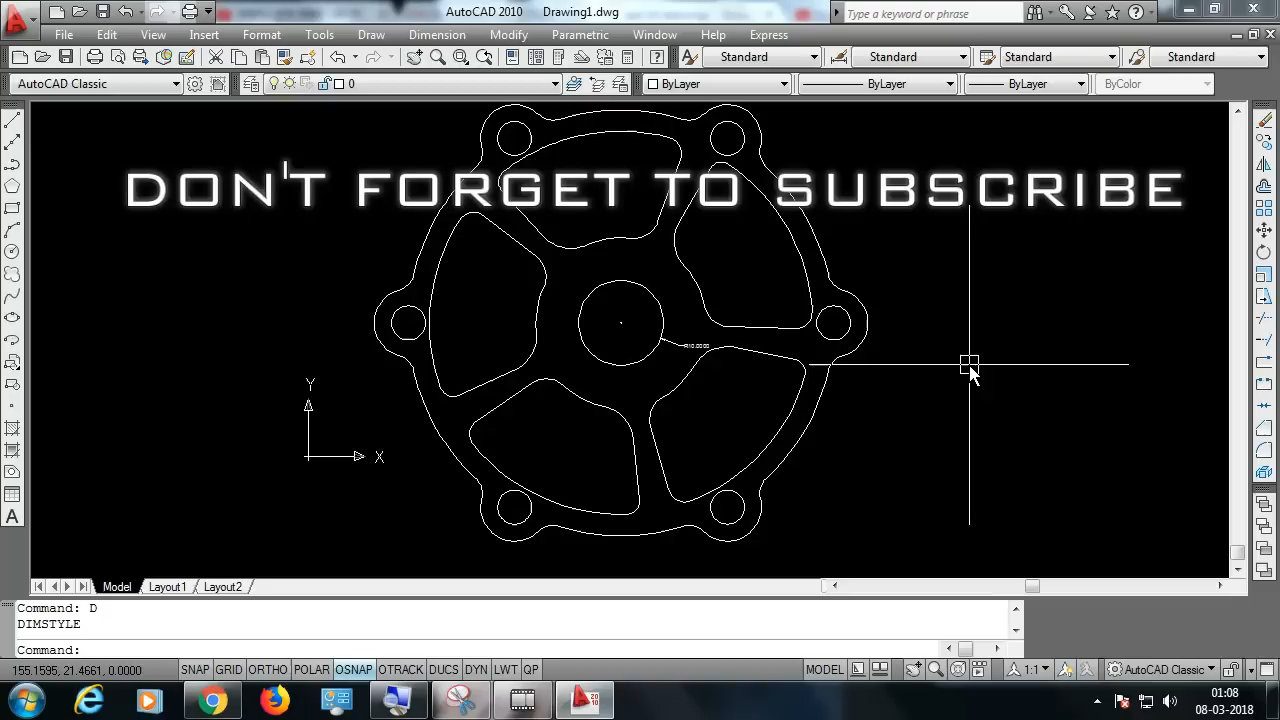 AutoCAD 2010 Drawing1.dwg
Type a keyword or phrase
File Edit View Insert Format Tools Draw Dimension Modify Parametric Window Help Express
Standard Standard Standard Standard
AutoCAD Classic 0 ByLayer ByLayer ByLayer ByColor
DON'T FORGET TO SUBSCRIBE
R10.0000
Y
X
A
Model Layout1 Layout2
Command: D
DIMSTYLE
Command:
155.1595, 21.4661, 0.0000 SNAP GRID ORTHO POLAR OSNAP OTRACK DUCS DYN LWT QP MODEL 1:1 AutoCAD Classic
01:08
08-03-2018